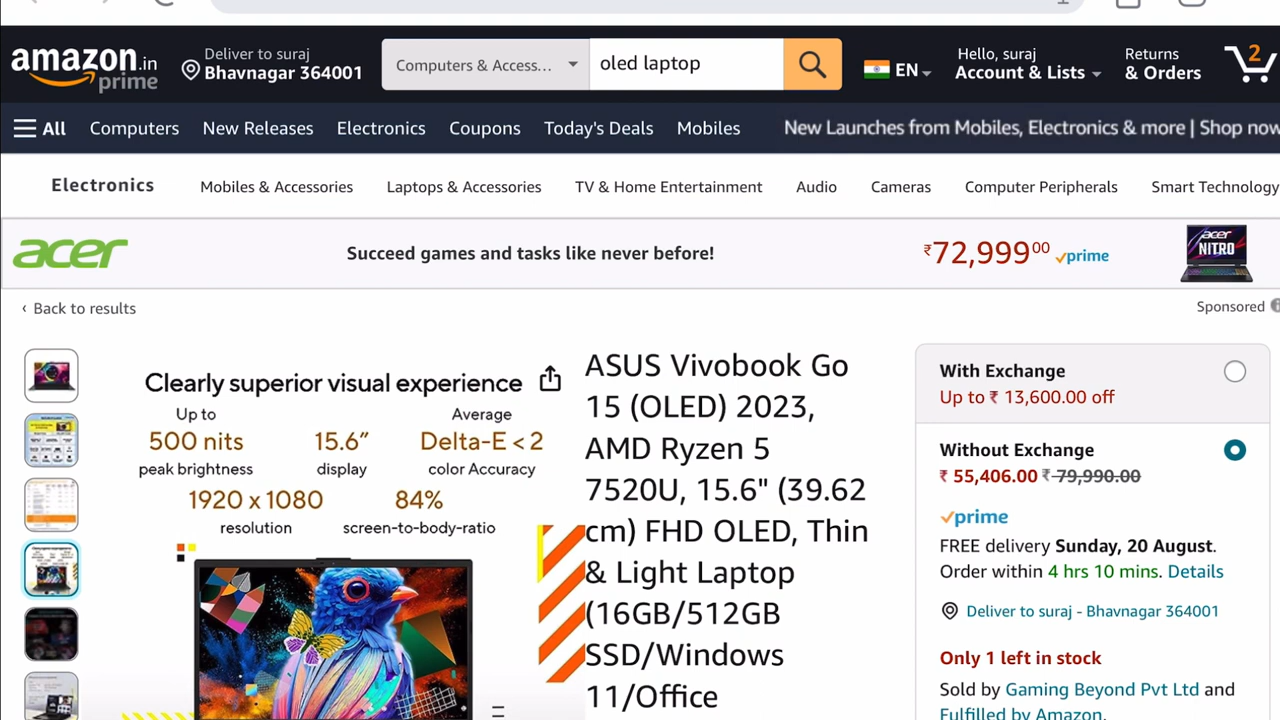 amazon.in
prime
Deliver to suraj
Bhavnagar 364001
Computers & Access...
oled laptop
EN
Hello, suraj
Account & Lists
Returns
& Orders
2
All
Computers
New Releases
Electronics
Coupons
Today's Deals
Mobiles
New Launches from Mobiles, Electronics & more | Shop now
Electronics
Mobiles & Accessories
Laptops & Accessories
TV & Home Entertainment
Audio
Cameras
Computer Peripherals
Smart Technology
acer
Succeed games and tasks like never before!
₹72,99900
prime
acer
NITRO
‹ Back to results
Sponsored
Clearly superior visual experience
Up to
500 nits
peak brightness
15.6″
display
Average
Delta-E < 2
color Accuracy
1920 x 1080
resolution
84%
screen-to-body-ratio
ASUS Vivobook Go
15 (OLED) 2023,
AMD Ryzen 5
7520U, 15.6" (39.62
cm) FHD OLED, Thin
& Light Laptop
(16GB/512GB
SSD/Windows
11/Office
With Exchange
Up to ₹ 13,600.00 off
Without Exchange
₹ 55,406.00 ₹ 79,990.00
prime
FREE delivery Sunday, 20 August.
Order within 4 hrs 10 mins. Details
Deliver to suraj - Bhavnagar 364001
Only 1 left in stock
Sold by Gaming Beyond Pvt Ltd and
Fulfilled by Amazon.